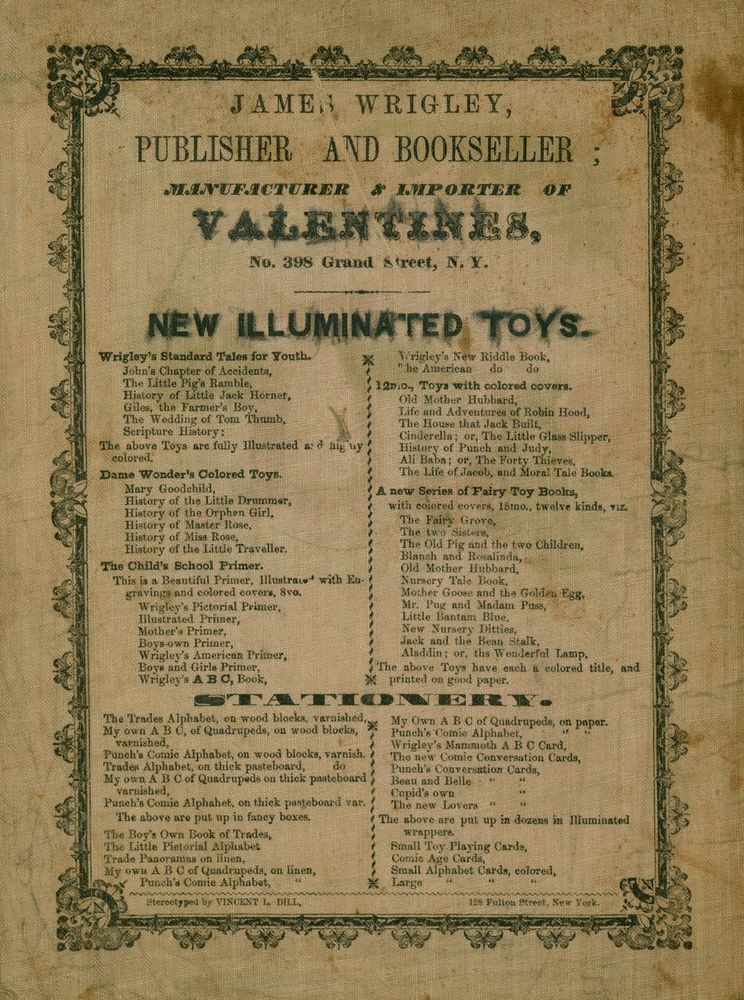 JAMES WRIGLEY,
PUBLISHER AND BOOKSELLER ;
MANUFACTURER & IMPORTER OF
VALENTINES,
No. 398 Grand Street, N. Y.
NEW ILLUMINATED TOYS.
Wrigley's Standard Tales for Youth.
John's Chapter of Accidents,
The Little Pig's Ramble,
History of Little Jack Horner,
Giles, the Farmer's Boy,
The Wedding of Tom Thumb,
Scripture History;
The above Toys are fully Illustrated and highly
colored.
Dame Wonder's Colored Toys.
Mary Goodchild,
History of the Little Drummer,
History of the Orphan Girl,
History of Master Rose,
History of Miss Rose,
History of the Little Traveller.
The Child's School Primer.
This is a Beautiful Primer, Illustrated with En-
gravings and colored covers, 8vo.
Wrigley's Pictorial Primer,
Illustrated Primer,
Mother's Primer,
Boys-own Primer,
Wrigley's American Primer,
Boys and Girls Primer,
Wrigley's A B C, Book,
Wrigley's New Riddle Book,
The American do do
12mo., Toys with colored covers.
Old Mother Hubbard,
Life and Adventures of Robin Hood,
The House that Jack Built,
Cinderella; or, The Little Glass Slipper,
History of Punch and Judy,
Ali Baba; or, The Forty Thieves,
The Life of Jacob, and Moral Tale Books.
A new Series of Fairy Toy Books,
with colored covers, 18mo., twelve kinds, viz.
The Fairy Grove,
The two Sisters,
The Old Pig and the two Children,
Blanch and Rosalinda,
Old Mother Hubbard,
Nursery Tale Book,
Mother Goose and the Golden Egg,
Mr. Pug and Madam Puss,
Little Bantam Blue,
New Nursery Ditties,
Jack and the Bean Stalk,
Aladdin; or, ths Wonderful Lamp,
The above Toys have each a colored title, and
printed on good paper.
STATIONERY.
The Trades Alphabet, on wood blocks, varnished,
My own A B C, of Quadrupeds, on wood blocks,
varnished,
Punch's Comic Alphabet, on wood blocks, varnish.
Trades Alphabet, on thick pasteboard, do
My own A B C of Quadrupeds on thick pasteboard
varnished,
Punch's Comic Alphabet, on thick pasteboard var.
The above are put up in fancy boxes.
The Boy's Own Book of Trades,
The Little Pictorial Alphabet
Trade Panoramas on linen,
My own A B C of Quadrupeds, on linen,
Punch's Comic Alphabet, "
My Own A B C of Quadrupeds, on paper.
Punch's Comic Alphabet, " "
Wrigley's Mammoth A B C Card,
The new Comic Conversation Cards,
Punch's Conversation Cards,
Beau and Belle " "
Cupid's own " "
The new Lovers " "
The above are put up in dozens in Illuminated
wrappers.
Small Toy Playing Cards,
Comic Age Cards,
Small Alphabet Cards, colored,
Large " " "
Stereotyped by VINCENT L. DILL,
128 Fulton Street, New York.